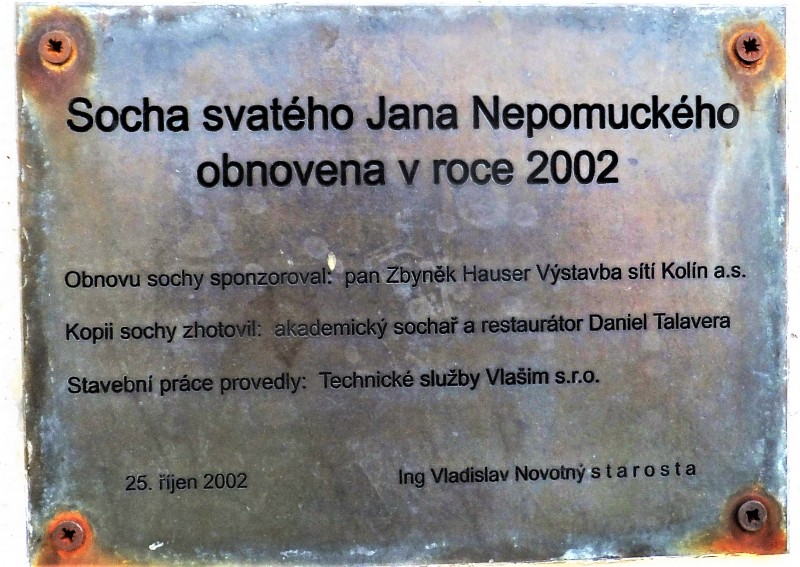 Socha svatého Jana Nepomuckého
obnovena v roce 2002
Obnovu sochy sponzoroval: pan Zbyněk Hauser Výstavba sítí Kolín a.s.
Kopii sochy zhotovil: akademický sochař a restaurátor Daniel Talavera
Stavební práce provedly: Technické služby Vlašim s.r.o.
25. říjen 2002 Ing Vladislav Novotný s t a r o s t a